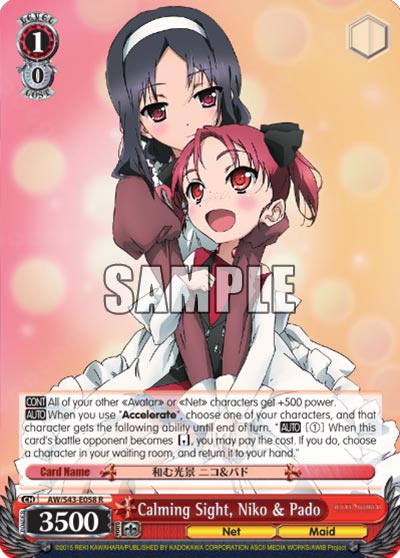 LEVEL
1
0
COST
SAMPLE
CONT All of your other «Avatar» or «Net» characters get +500 power.
AUTO When you use "Accelerate", choose one of your characters, and that
character gets the following ability until end of turn. "AUTO [(1)] When this
card's battle opponent becomes [▼], you may pay the cost. If you do, choose
a character in your waiting room, and return it to your hand."
Card Name 和む光景 ニコ&パド
CH AW/S43-E058 R
Calming Sight, Niko & Pado
3500
POWER
Net Maid
©2015 REKI KAWAHARA/PUBLISHED BY KADOKAWA CORPORATION ASCII MEDIA WORKS/AWIB Project